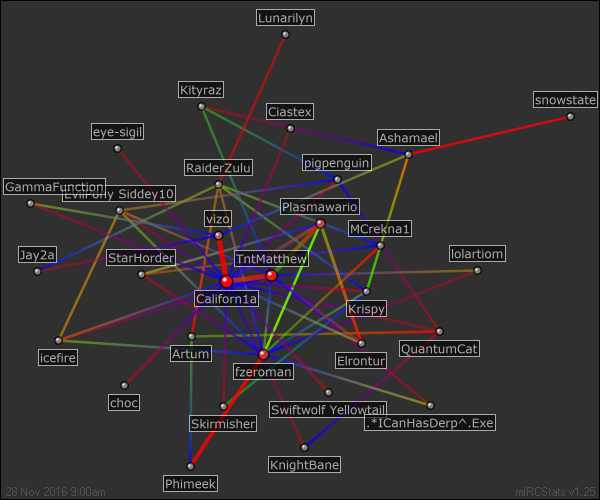 Lunarilyn
Kityraz
snowstate
Ciastex
eye-sigil
Ashamael
pigpenguin
RaiderZulu
GammaFunction
EvilPony Siddey10
Plasmawario
vizo
MCrekna1
Jay2a
StarHorder
TntMatthew
lolartiom
Californ1a
Krispy
icefire
Artum
QuantumCat
Elrontur
fzeroman
choc
Swiftwolf Yellowtail
Skirmisher
.*ICanHasDerp^.Exe
KnightBane
Phimeek
28 Nov 2016 9:00am
mIRCStats v1.25